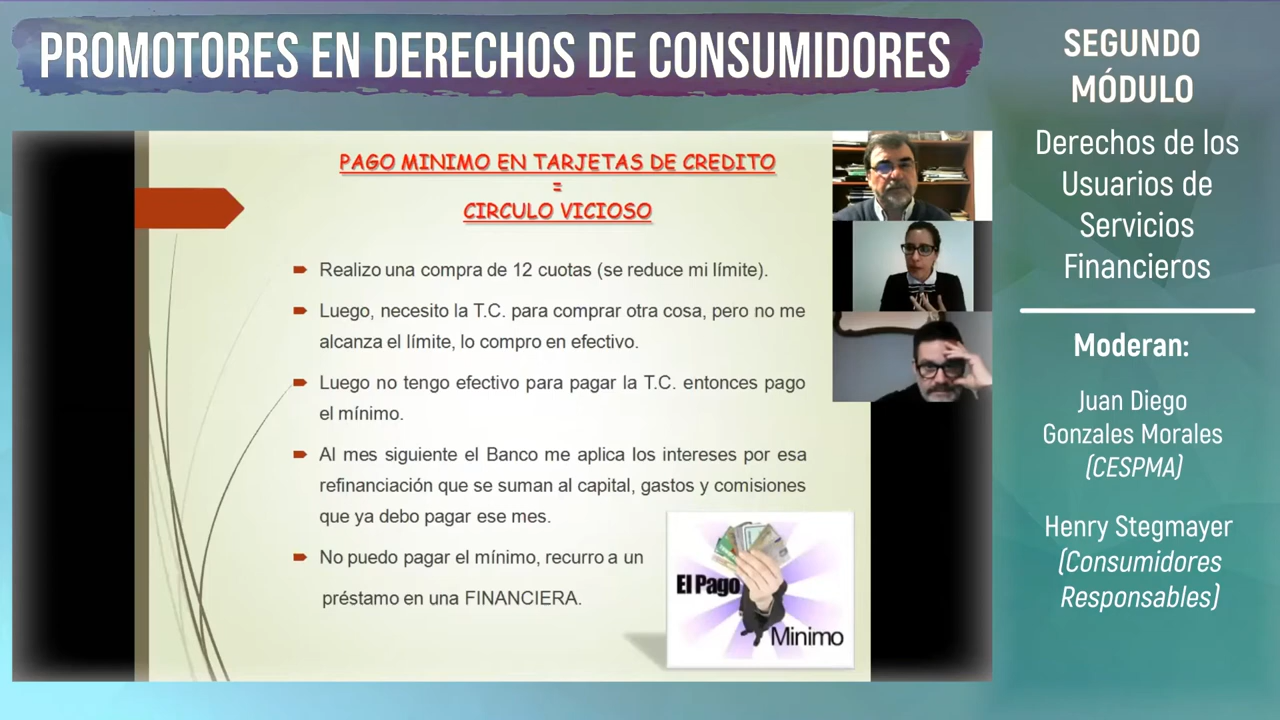 PROMOTORES EN DERECHOS DE CONSUMIDORES
PAGO MINIMO EN TARJETAS DE CREDITO
=
CIRCULO VICIOSO
Realizo una compra de 12 cuotas (se reduce mi límite).
Luego, necesito la T.C. para comprar otra cosa, pero no me
alcanza el límite, lo compro en efectivo.
Luego no tengo efectivo para pagar la T.C. entonces pago
el mínimo.
Al mes siguiente el Banco me aplica los intereses por esa
refinanciación que se suman al capital, gastos y comisiones
que ya debo pagar ese mes.
No puedo pagar el mínimo, recurro a un
préstamo en una FINANCIERA.
El Pago
Minimo
SEGUNDO
MÓDULO
Derechos de los
Usuarios de
Servicios
Financieros
Moderan:
Juan Diego
Gonzales Morales
(CESPMA)
Henry Stegmayer
(Consumidores
Responsables)